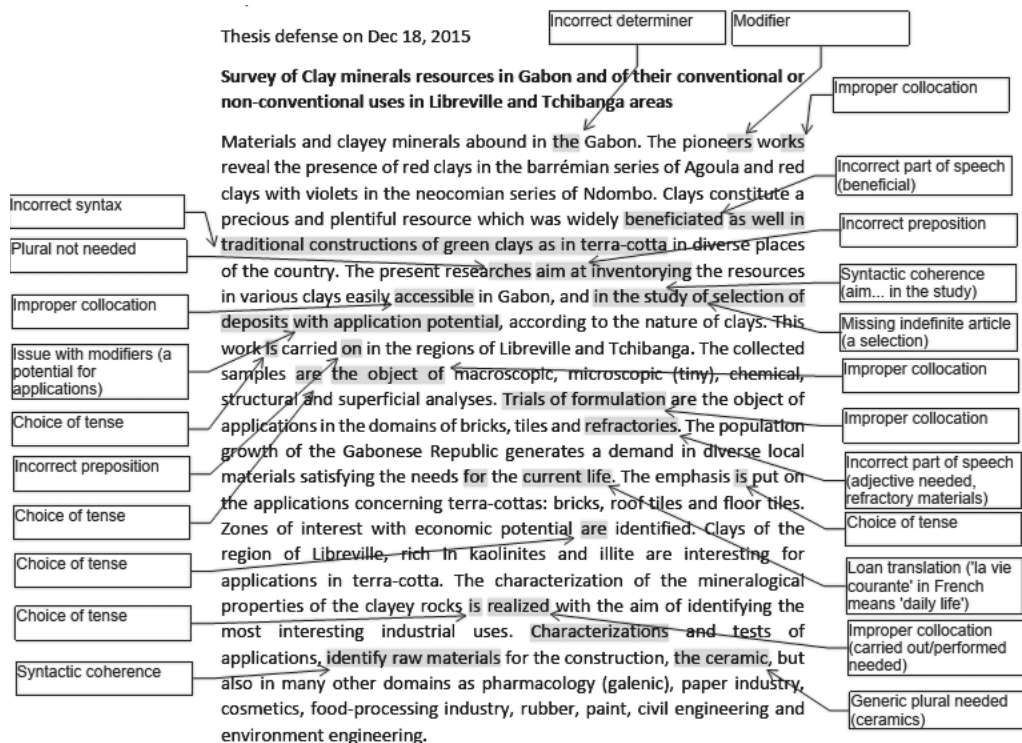 Incorrect determiner
Modifier
Thesis defense on Dec 18, 2015
Survey of Clay minerals resources in Gabon and of their conventional or
non-conventional uses in Libreville and Tchibanga areas
Improper collocation
Materials and clayey minerals abound in the Gabon. The pioneers works
reveal the presence of red clays in the barrémian series of Agoula and red
clays with violets in the neocomian series of Ndombo. Clays constitute a
precious and plentiful resource which was widely beneficiated as well in
traditional constructions of green clays as in terra-cotta in diverse places
of the country. The present researches aim at inventorying the resources
in various clays easily accessible in Gabon, and in the study of selection of
deposits with application potential, according to the nature of clays. This
work is carried on in the regions of Libreville and Tchibanga. The collected
samples are the object of macroscopic, microscopic (tiny), chemical,
structural and superficial analyses. Trials of formulation are the object of
applications in the domains of bricks, tiles and refractories. The population
growth of the Gabonese Republic generates a demand in diverse local
materials satisfying the needs for the current life. The emphasis is put on
the applications concerning terra-cottas: bricks, roof tiles and floor tiles.
Zones of interest with economic potential are identified. Clays of the
region of Libreville, rich in kaolinites and illite are interesting for
applications in terra-cotta. The characterization of the mineralogical
properties of the clayey rocks is realized with the aim of identifying the
most interesting industrial uses. Characterizations and tests of
applications, identify raw materials for the construction, the ceramic, but
also in many other domains as pharmacology (galenic), paper industry,
cosmetics, food-processing industry, rubber, paint, civil engineering and
environment engineering.
Incorrect syntax
Plural not needed
Improper collocation
Issue with modifiers (a
potential for
applications)
Choice of tense
Incorrect preposition
Choice of tense
Choice of tense
Choice of tense
Syntactic coherence
Incorrect part of speech
(beneficial)
Incorrect preposition
Syntactic coherence
(aim... in the study)
Missing indefinite article
(a selection)
Improper collocation
Improper collocation
Incorrect part of speech
(adjective needed,
refractory materials)
Choice of tense
Loan translation ('la vie
courante' in French
means 'daily life')
Improper collocation
(carried out/performed
needed)
Generic plural needed
(ceramics)